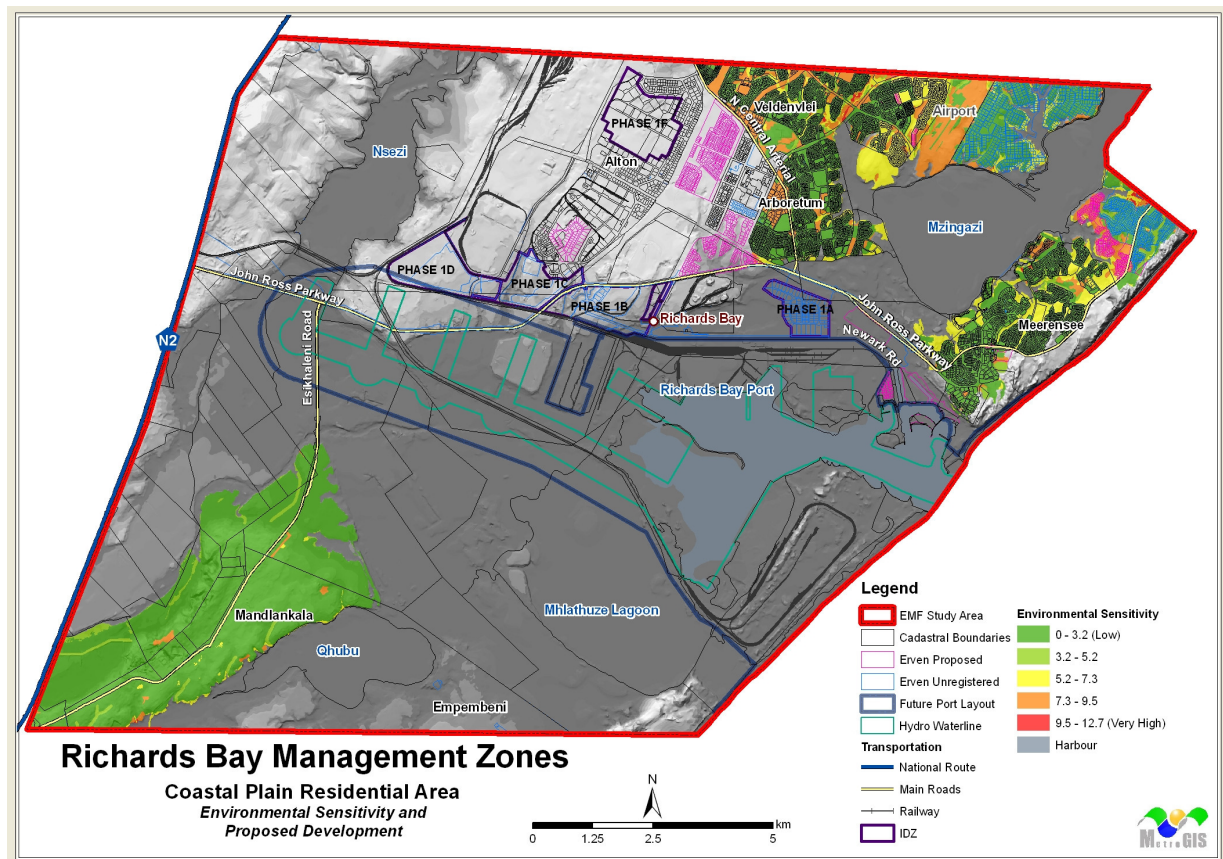 PHASE 1F
Veldenvlei
Airport
N Central Arterial
Nsezi
Alton
Arboretum
Mzingazi
PHASE 1D
PHASE 1C
PHASE 1B
PHASE 1A
John Ross Parkway
John Ross Parkway
Richards Bay
Meerensee
Newark Rd
N2
Esikhaleni Road
Richards Bay Port
Mandlankala
Mhlathuze Lagoon
Qhubu
Empembeni
Legend
EMF Study Area
Cadastral Boundaries
Erven Proposed
Erven Unregistered
Future Port Layout
Hydro Waterline
Transportation
National Route
Main Roads
Railway
IDZ
Environmental Sensitivity
0 - 3.2 (Low)
3.2 - 5.2
5.2 - 7.3
7.3 - 9.5
9.5 - 12.7 (Very High)
Harbour
Richards Bay Management Zones
Coastal Plain Residential Area
Environmental Sensitivity and
Proposed Development
N
km
0 1.25 2.5 5
MetroGIS